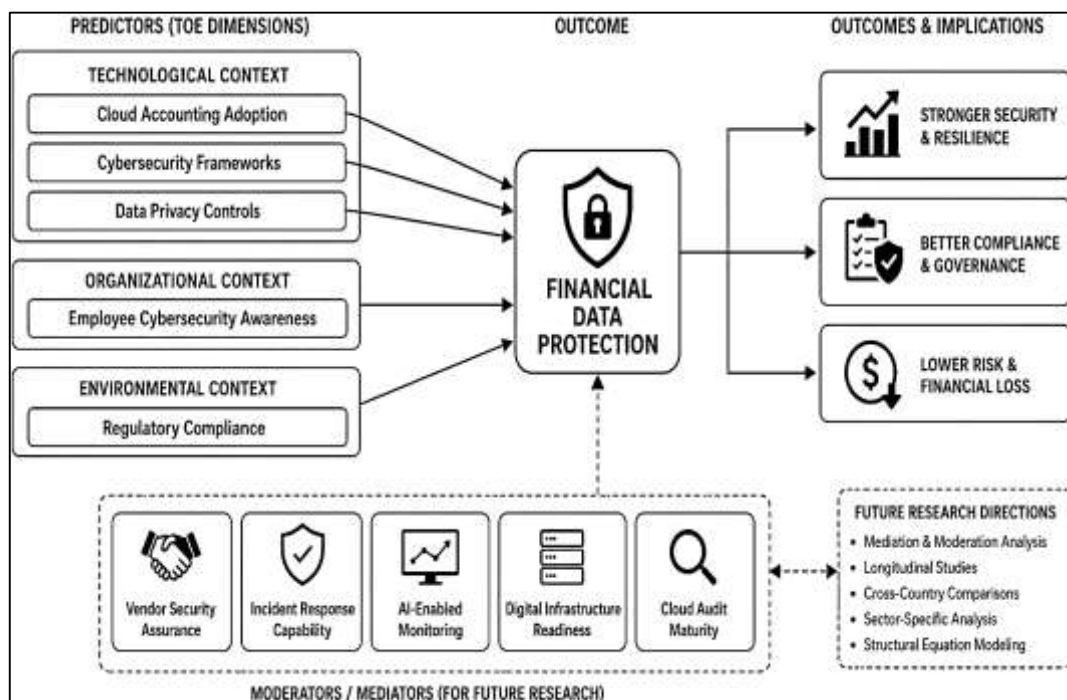 PREDICTORS (TOE DIMENSIONS)
OUTCOME
OUTCOMES & IMPLICATIONS
TECHNOLOGICAL CONTEXT
Cloud Accounting Adoption
Cybersecurity Frameworks
Data Privacy Controls
ORGANIZATIONAL CONTEXT
Employee Cybersecurity Awareness
ENVIRONMENTAL CONTEXT
Regulatory Compliance
FINANCIAL
DATA
PROTECTION
STRONGER SECURITY
& RESILIENCE
BETTER COMPLIANCE
& GOVERNANCE
$
LOWER RISK &
FINANCIAL LOSS
Vendor Security
Assurance
Incident Response
Capability
AI-Enabled
Monitoring
Digital Infrastructure
Readiness
Cloud Audit
Maturity
MODERATORS / MEDIATORS (FOR FUTURE RESEARCH)
FUTURE RESEARCH DIRECTIONS
• Mediation & Moderation Analysis
• Longitudinal Studies
• Cross-Country Comparisons
• Sector-Specific Analysis
• Structural Equation Modeling